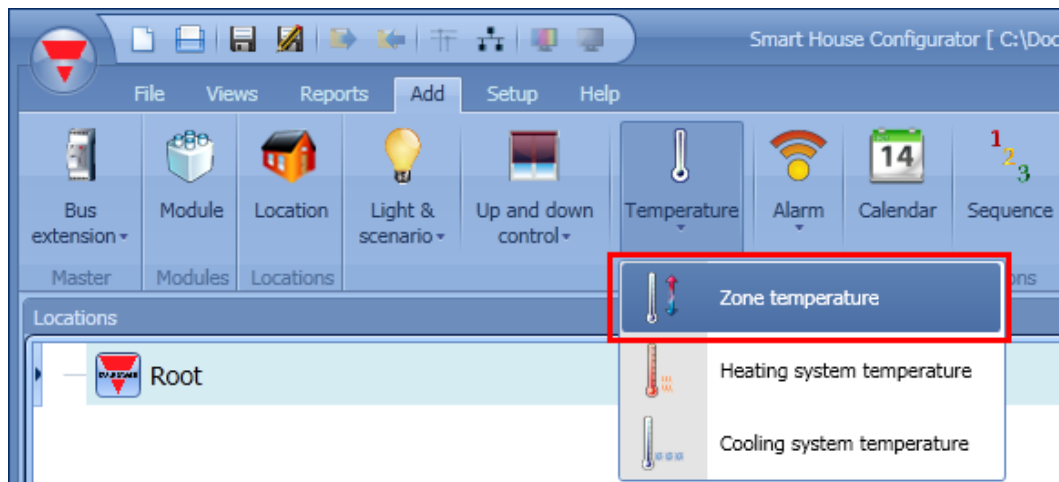 Smart House Configurator [ C:\Doc
File Views Reports Add Setup Help
14
1
2
3
Bus
extension
Module
Location
Light &
scenario
Up and down
control
Temperature
Alarm
Calendar
Sequence
Master
Modules
Locations
ons
Locations
Root
Zone temperature
Heating system temperature
Cooling system temperature